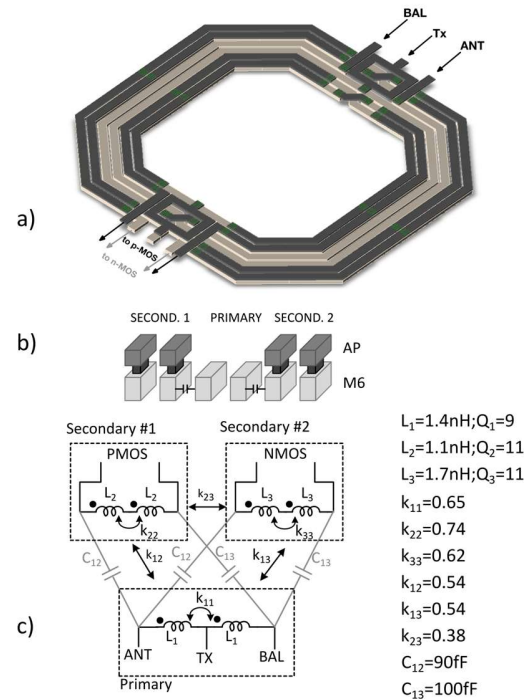 BAL
Tx
ANT
a)
to p-MOS
to n-MOS
SECOND. 1 PRIMARY SECOND. 2
b)
AP
M6
Secondary #1 Secondary #2
PMOS NMOS
L₂ L₂ k₂₃ L₃ L₃
k₂₂ k₃₃
C₁₂ k₁₂ C₁₂ C₁₃ k₁₃ C₁₃
c)
k₁₁
L₁ L₁
ANT TX BAL
Primary
L₁=1.4nH;Q₁=9
L₂=1.1nH;Q₂=11
L₃=1.7nH;Q₃=11
k₁₁=0.65
k₂₂=0.74
k₃₃=0.62
k₁₂=0.54
k₁₃=0.54
k₂₃=0.38
C₁₂=90fF
C₁₃=100fF